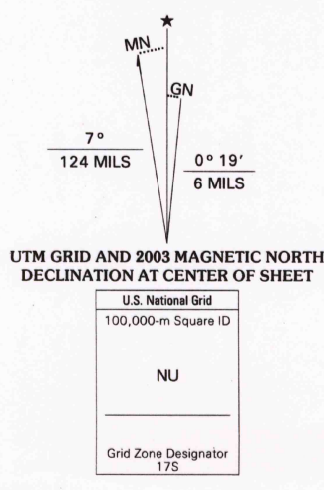 ★
MN
GN
7°
124 MILS
0° 19′
6 MILS
UTM GRID AND 2003 MAGNETIC NORTH
DECLINATION AT CENTER OF SHEET
U.S. National Grid
100,000-m Square ID
NU
Grid Zone Designator
17S